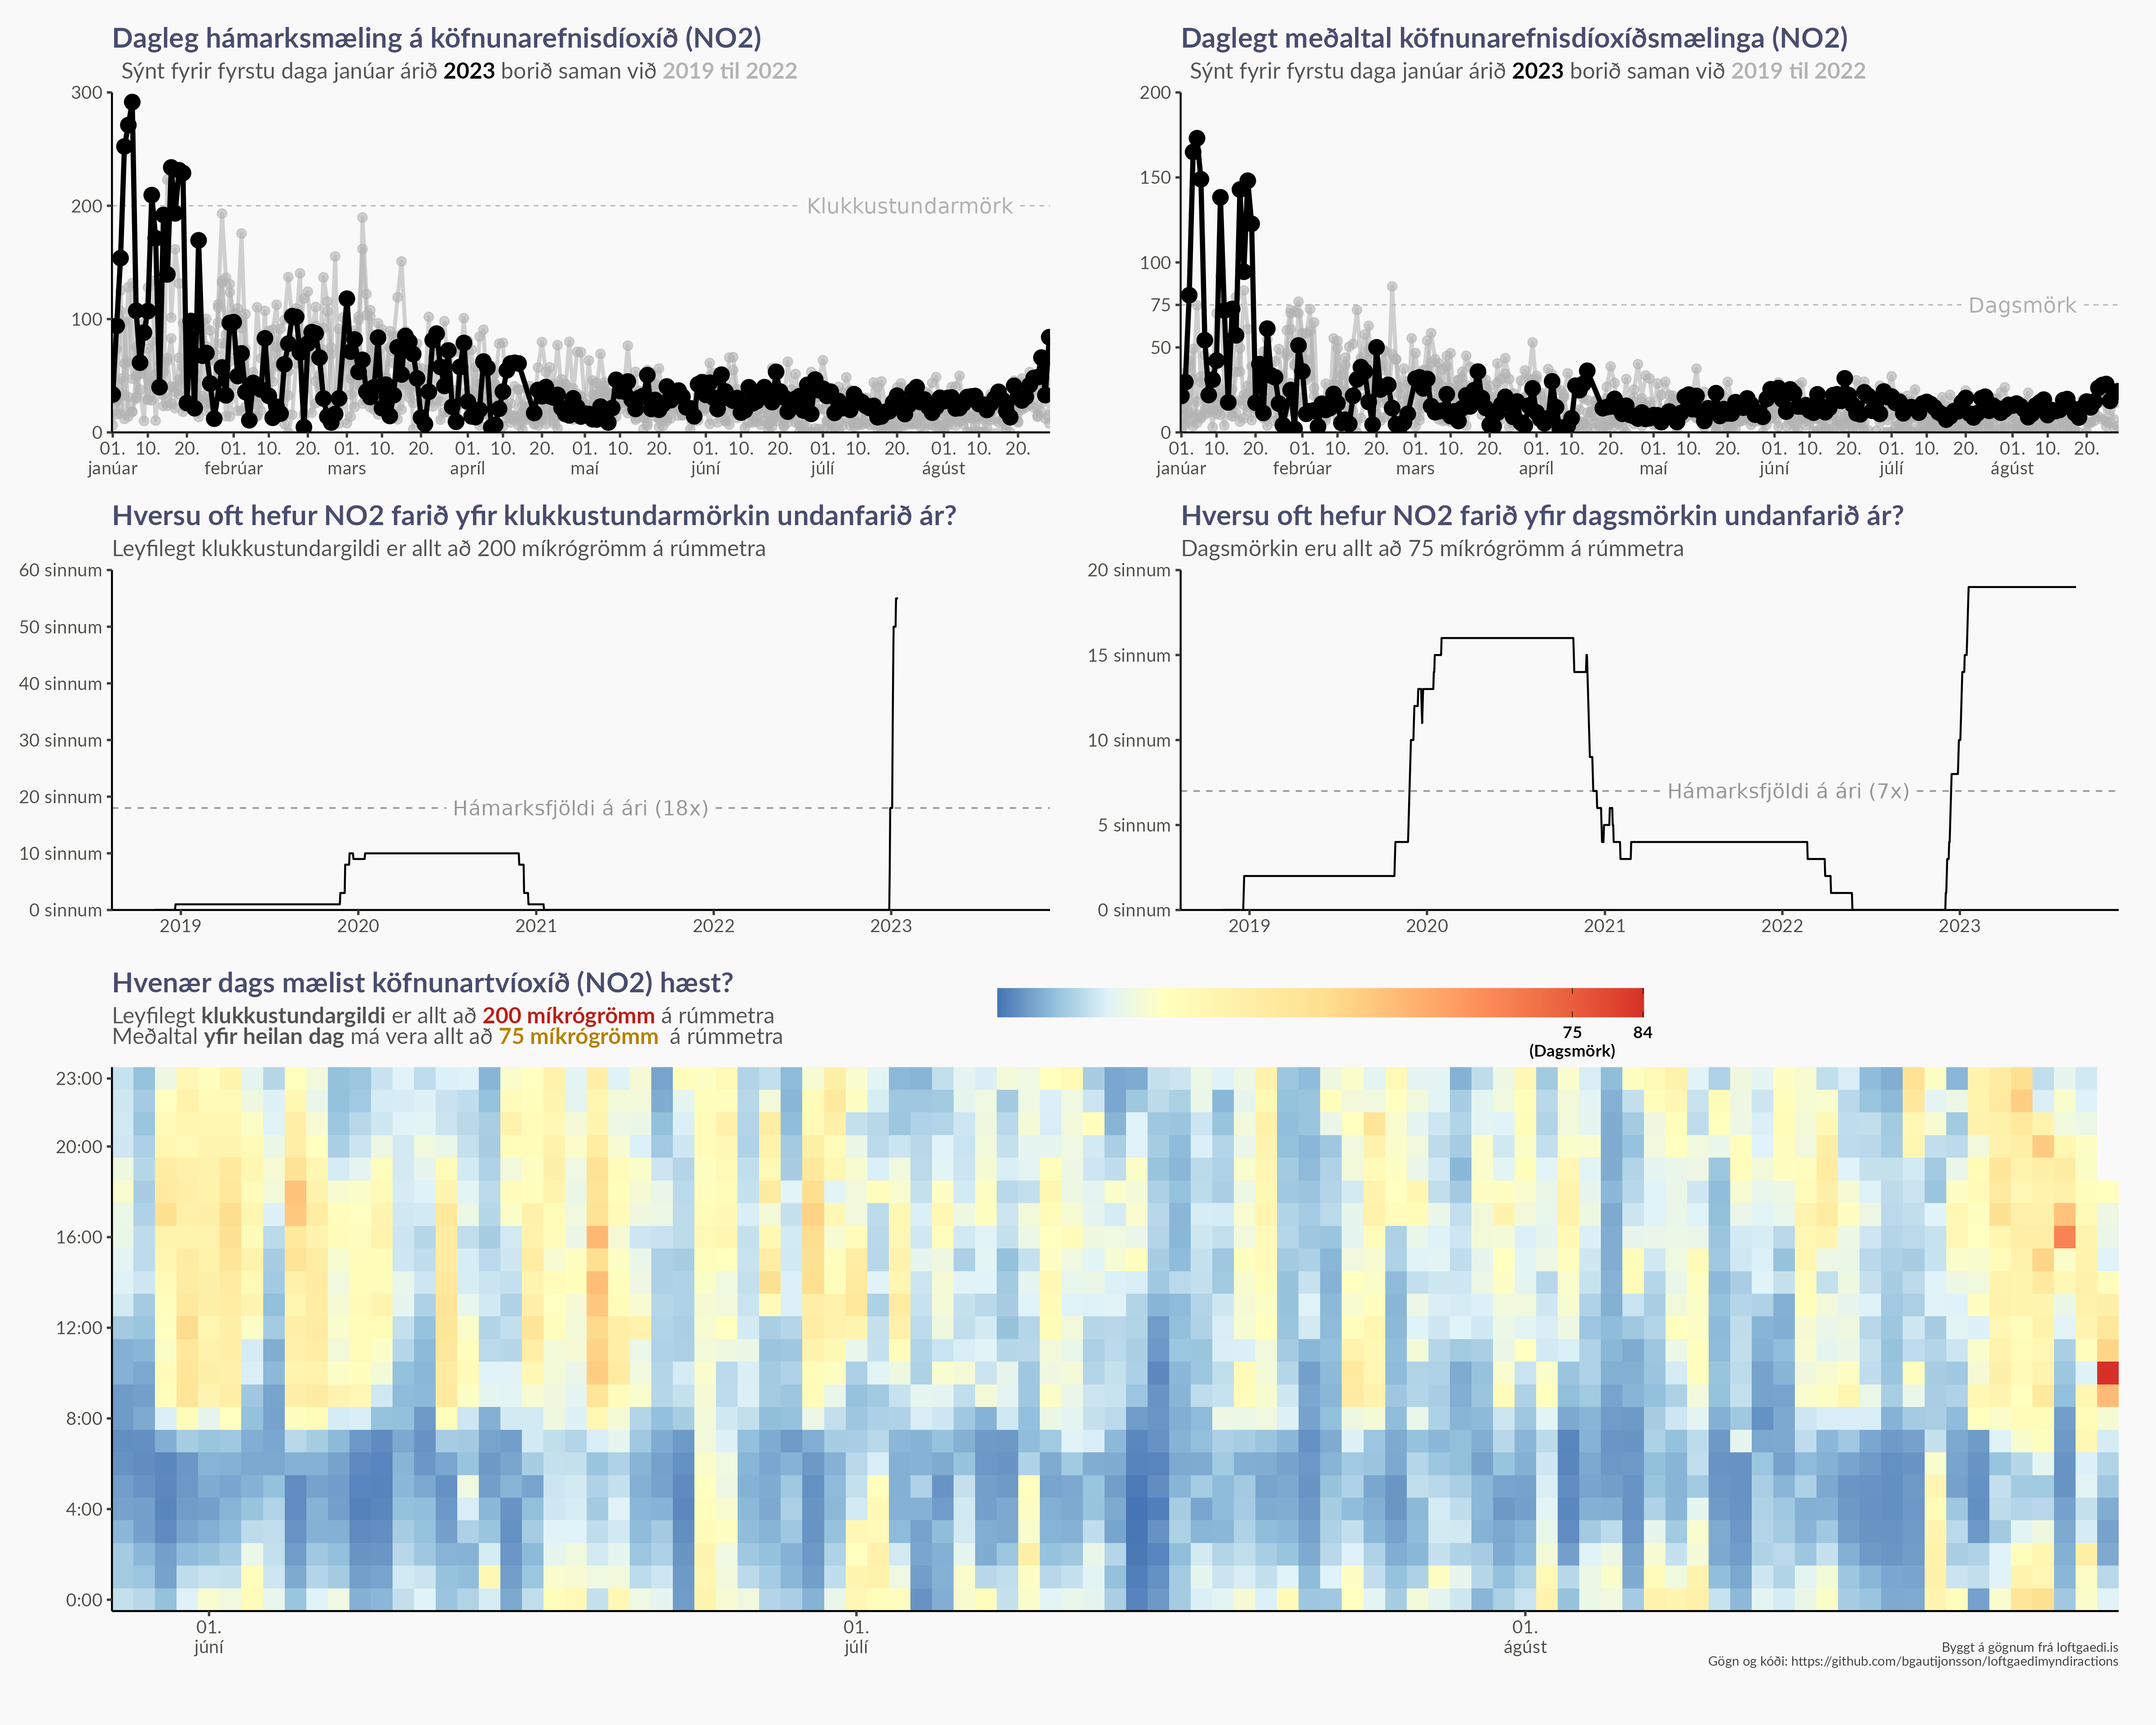 Dagleg hámarksmæling á köfnunarefnisdíoxíð (NO2)
Sýnt fyrir fyrstu daga janúar árið 2023 borið saman við 2019 til 2022
300
200
100
0
Klukkustundarmörk
01. 10. 20. 01. 10. 20. 01. 10. 20. 01. 10. 20. 01. 10. 20. 01. 10. 20. 01. 10. 20. 01. 10. 20.
janúar febrúar mars apríl maí júní júlí ágúst
Daglegt meðaltal köfnunarefnisdíoxíðsmælinga (NO2)
Sýnt fyrir fyrstu daga janúar árið 2023 borið saman við 2019 til 2022
200
150
100
75
50
0
Dagsmörk
01. 10. 20. 01. 10. 20. 01. 10. 20. 01. 10. 20. 01. 10. 20. 01. 10. 20. 01. 10. 20. 01. 10. 20.
janúar febrúar mars apríl maí júní júlí ágúst
Hversu oft hefur NO2 farið yfir klukkustundarmörkin undanfarið ár?
Leyfilegt klukkustundargildi er allt að 200 míkrógrömm á rúmmetra
60 sinnum
50 sinnum
40 sinnum
30 sinnum
20 sinnum
10 sinnum
0 sinnum
Hámarksfjöldi á ári (18x)
2019 2020 2021 2022 2023
Hversu oft hefur NO2 farið yfir dagsmörkin undanfarið ár?
Dagsmörkin eru allt að 75 míkrógrömm á rúmmetra
20 sinnum
15 sinnum
10 sinnum
5 sinnum
0 sinnum
Hámarksfjöldi á ári (7x)
2019 2020 2021 2022 2023
Hvenær dags mælist köfnunartvíoxíð (NO2) hæst?
Leyfilegt klukkustundargildi er allt að 200 míkrógrömm á rúmmetra
Meðaltal yfir heilan dag má vera allt að 75 míkrógrömm á rúmmetra
75 84
(Dagsmörk)
23:00
20:00
16:00
12:00
8:00
4:00
0:00
01. 01. 01.
júní júlí ágúst
Byggt á gögnum frá loftgaedi.is
Gögn og kóði: https://github.com/bgautijonsson/loftgaedimyndiractions